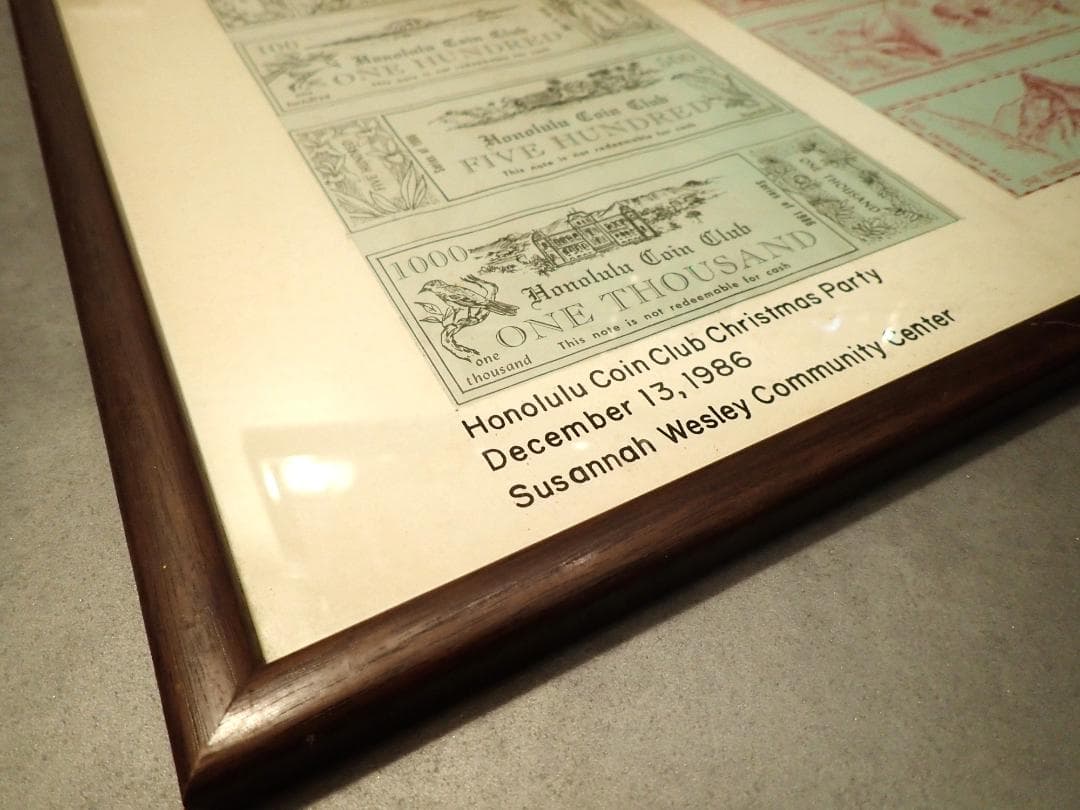 100
Honolulu Coin Club
ONE HUNDRED
500
Honolulu Coin Club
FIVE HUNDRED
This note is not redeemable for cash
1000
Honolulu Coin Club
ONE THOUSAND
This note is not redeemable for cash
one
thousand
Series of 1986
ONE
THOUSAND
Honolulu Coin Club Christmas Party
December 13, 1986
Susannah Wesley Community Center